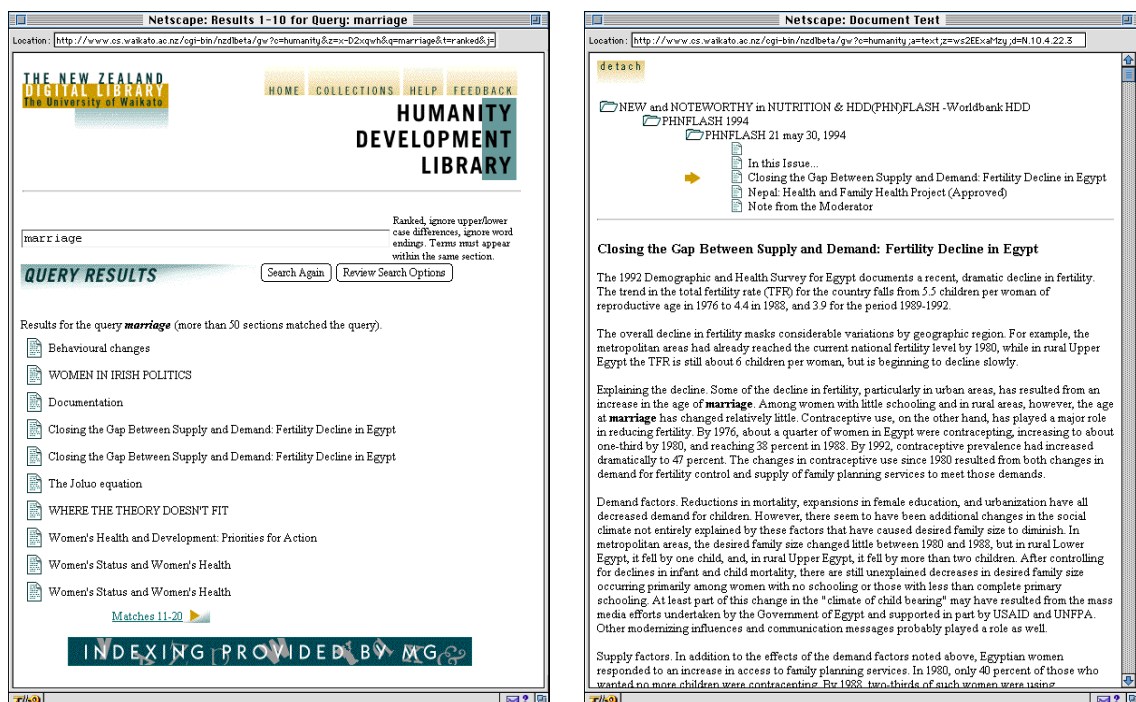 Netscape: Results 1-10 for Query: marriage
Location: http://www.cs.waikato.ac.nz/cgi-bin/nzdlbeta/gw?c=humanity&z=x-D2xqwh&q=marriage&t=ranked&j=
THE NEW ZEALAND
DIGITAL LIBRARY
The University of Waikato
HOME COLLECTIONS HELP FEEDBACK
HUMANITY
DEVELOPMENT
LIBRARY
marriage
Ranked, ignore upper/lower
case differences, ignore word
endings. Terms must appear
within the same section.
QUERY RESULTS
Search Again Review Search Options
Results for the query marriage (more than 50 sections matched the query).
Behavioural changes
WOMEN IN IRISH POLITICS
Documentation
Closing the Gap Between Supply and Demand: Fertility Decline in Egypt
Closing the Gap Between Supply and Demand: Fertility Decline in Egypt
The Joluo equation
WHERE THE THEORY DOESN'T FIT
Women's Health and Development: Priorities for Action
Women's Status and Women's Health
Women's Status and Women's Health
Matches 11-20
INDEXING PROVIDED BY MG
Netscape: Document Text
Location: http://www.cs.waikato.ac.nz/cgi-bin/nzdlbeta/gw?c=humanity;a=text;z=ws2EExaMzy;d=N.10.4.22.3
detach
NEW and NOTEWORTHY in NUTRITION & HDD(PHN)FLASH -Worldbank HDD
PHNFLASH 1994
PHNFLASH 21 may 30, 1994
In this Issue...
Closing the Gap Between Supply and Demand: Fertility Decline in Egypt
Nepal: Health and Family Health Project (Approved)
Note from the Moderator
Closing the Gap Between Supply and Demand: Fertility Decline in Egypt
The 1992 Demographic and Health Survey for Egypt documents a recent, dramatic decline in fertility.
The trend in the total fertility rate (TFR) for the country falls from 5.5 children per woman of
reproductive age in 1976 to 4.4 in 1988, and 3.9 for the period 1989-1992.
The overall decline in fertility masks considerable variations by geographic region. For example, the
metropolitan areas had already reached the current national fertility level by 1980, while in rural Upper
Egypt the TFR is still about 6 children per woman, but is beginning to decline slowly.
Explaining the decline. Some of the decline in fertility, particularly in urban areas, has resulted from an
increase in the age of marriage. Among women with little schooling and in rural areas, however, the age
at marriage has changed relatively little. Contraceptive use, on the other hand, has played a major role
in reducing fertility. By 1976, about a quarter of women in Egypt were contracepting, increasing to about
one-third by 1980, and reaching 38 percent in 1988. By 1992, contraceptive prevalence had increased
dramatically to 47 percent. The changes in contraceptive use since 1980 resulted from both changes in
demand for fertility control and supply of family planning services to meet those demands.
Demand factors. Reductions in mortality, expansions in female education, and urbanization have all
decreased demand for children. However, there seem to have been additional changes in the social
climate not entirely explained by these factors that have caused desired family size to diminish. In
metropolitan areas, the desired family size changed little between 1980 and 1988, but in rural Lower
Egypt, it fell by one child, and, in rural Upper Egypt, it fell by more than two children. After controlling
for declines in infant and child mortality, there are still unexplained decreases in desired family size
occurring primarily among women with no schooling or those with less than complete primary
schooling. At least part of this change in the "climate of child bearing" may have resulted from the mass
media efforts undertaken by the Government of Egypt and supported in part by USAID and UNFPA.
Other modernizing influences and communication messages probably played a role as well.
Supply factors. In addition to the effects of the demand factors noted above, Egyptian women
responded to an increase in access to family planning services. In 1980, only 40 percent of those who
wanted no more children were contracepting. By 1988, two-thirds of such women were using